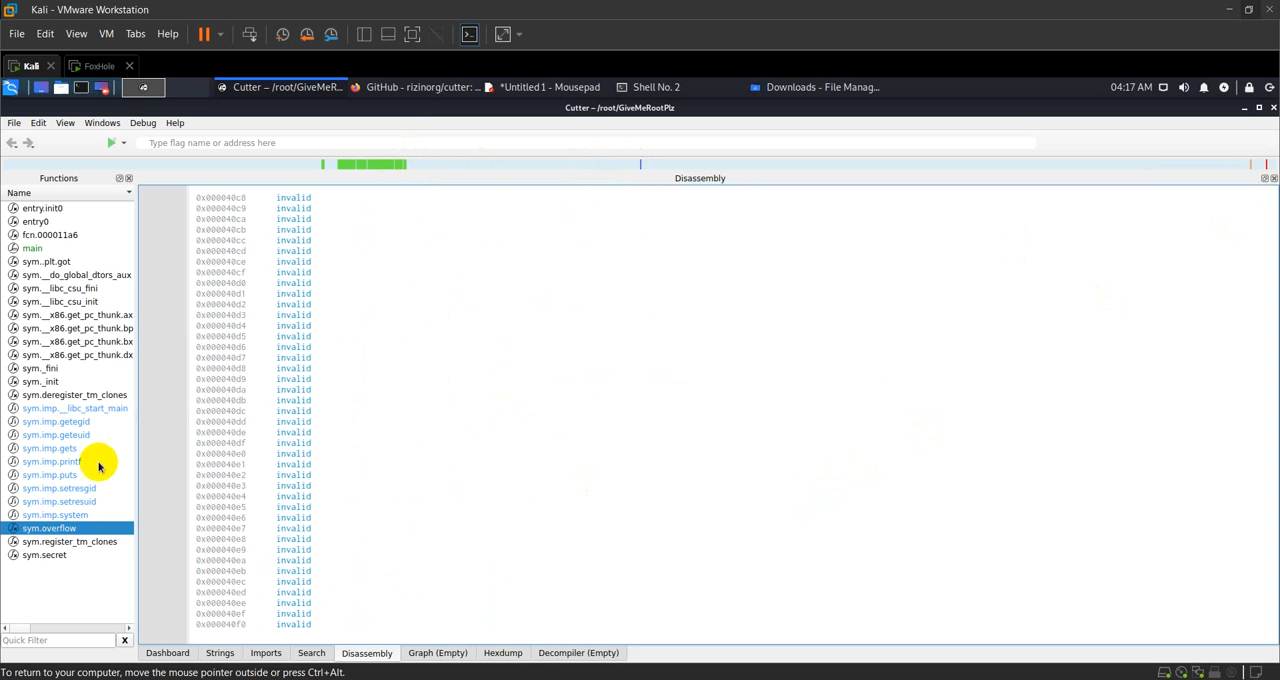 Kali - VMware Workstation
File Edit View VM Tabs Help
Kali FoxHole
Cutter – /root/GiveMeR... GitHub - rizinorg/cutter: ... *Untitled 1 - Mousepad Shell No. 2 Downloads - File Manag... 04:17 AM
Cutter – /root/GiveMeRootPlz
File Edit View Windows Debug Help
Type flag name or address here
Functions Disassembly
Name
entry.init0
entry0
fcn.000011a6
main
sym..plt.got
sym.__do_global_dtors_aux
sym.__libc_csu_fini
sym.__libc_csu_init
sym.__x86.get_pc_thunk.ax
sym.__x86.get_pc_thunk.bp
sym.__x86.get_pc_thunk.bx
sym.__x86.get_pc_thunk.dx
sym._fini
sym._init
sym.deregister_tm_clones
sym.imp.__libc_start_main
sym.imp.getegid
sym.imp.geteuid
sym.imp.gets
sym.imp.printf
sym.imp.puts
sym.imp.setresgid
sym.imp.setresuid
sym.imp.system
sym.overflow
sym.register_tm_clones
sym.secret
Quick Filter X
0x000040c8 invalid
0x000040c9 invalid
0x000040ca invalid
0x000040cb invalid
0x000040cc invalid
0x000040cd invalid
0x000040ce invalid
0x000040cf invalid
0x000040d0 invalid
0x000040d1 invalid
0x000040d2 invalid
0x000040d3 invalid
0x000040d4 invalid
0x000040d5 invalid
0x000040d6 invalid
0x000040d7 invalid
0x000040d8 invalid
0x000040d9 invalid
0x000040da invalid
0x000040db invalid
0x000040dc invalid
0x000040dd invalid
0x000040de invalid
0x000040df invalid
0x000040e0 invalid
0x000040e1 invalid
0x000040e2 invalid
0x000040e3 invalid
0x000040e4 invalid
0x000040e5 invalid
0x000040e6 invalid
0x000040e7 invalid
0x000040e8 invalid
0x000040e9 invalid
0x000040ea invalid
0x000040eb invalid
0x000040ec invalid
0x000040ed invalid
0x000040ee invalid
0x000040ef invalid
0x000040f0 invalid
Dashboard Strings Imports Search Disassembly Graph (Empty) Hexdump Decompiler (Empty)
To return to your computer, move the mouse pointer outside or press Ctrl+Alt.